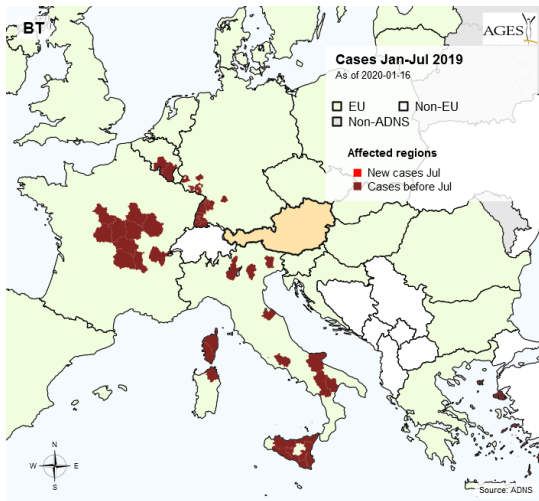 BT
AGES
Cases Jan-Jul 2019
As of 2020-01-16
EU
Non-EU
Non-ADNS
Affected regions
New cases Jul
Cases before Jul
N
W
E
S
Source: ADNS